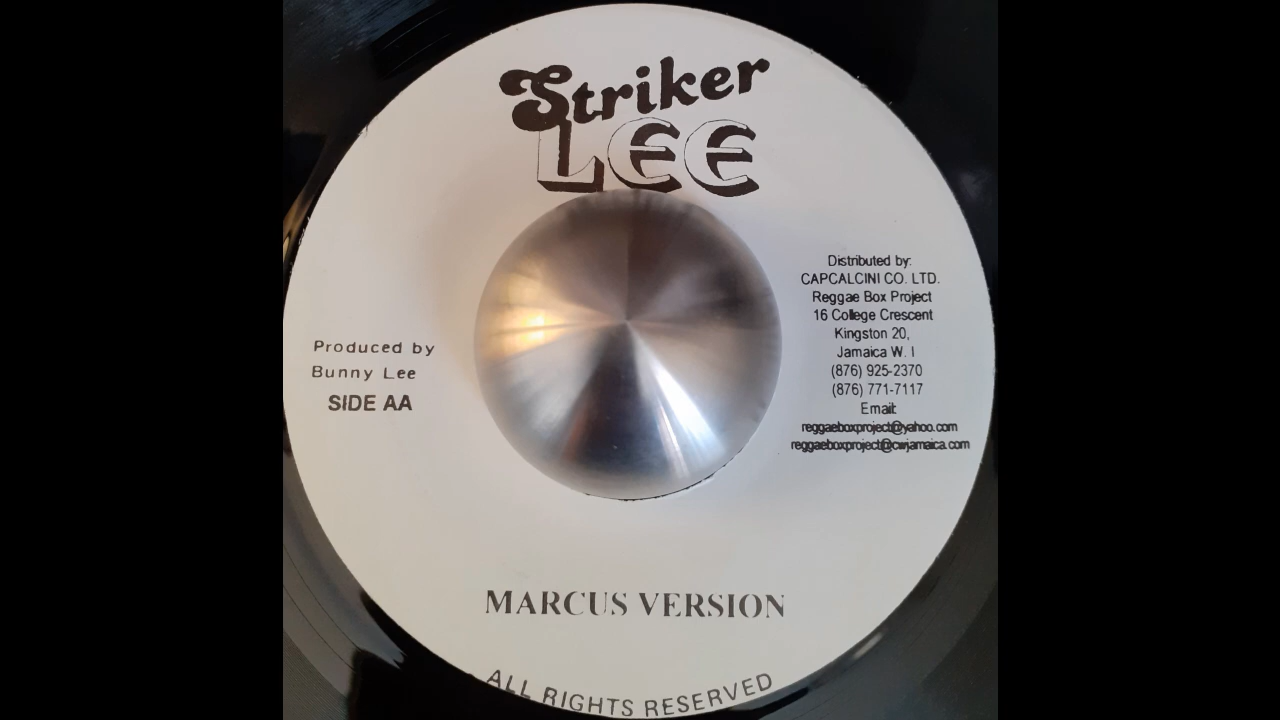 Striker
LEE
Produced by
Bunny Lee
SIDE AA
Distributed by:
CAPCALCINI CO. LTD.
Reggae Box Project
16 College Crescent
Kingston 20,
Jamaica W. I
(876) 925-2370
(876) 771-7117
Email:
reggaeboxproject@yahoo.com
reggaeboxproject@cwjamaica.com
MARCUS VERSION
ALL RIGHTS RESERVED